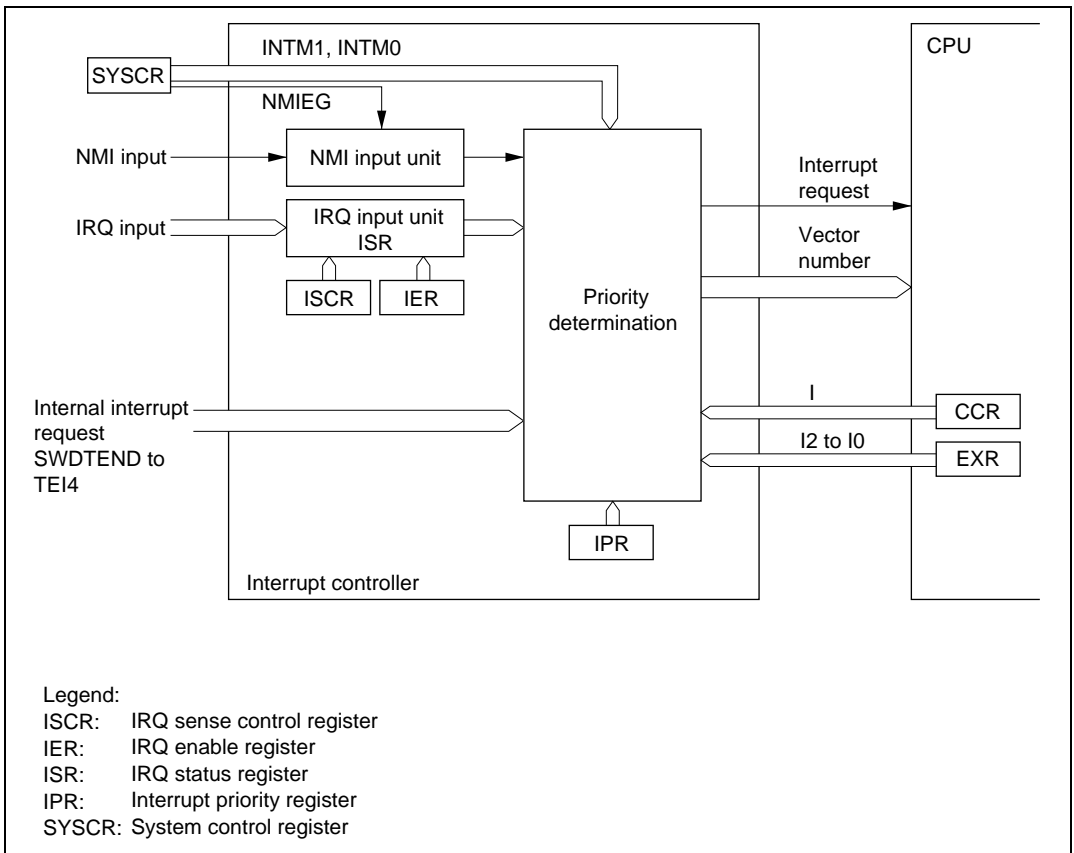 INTM1, INTM0
CPU
SYSCR
NMIEG
NMI input
NMI input unit
Interrupt
request
IRQ input
IRQ input unit
ISR
Vector
number
ISCR
IER
Priority
determination
I
CCR
Internal interrupt
request
SWDTEND to
TEI4
I2 to I0
EXR
IPR
Interrupt controller
Legend:
ISCR: IRQ sense control register
IER: IRQ enable register
ISR: IRQ status register
IPR: Interrupt priority register
SYSCR: System control register